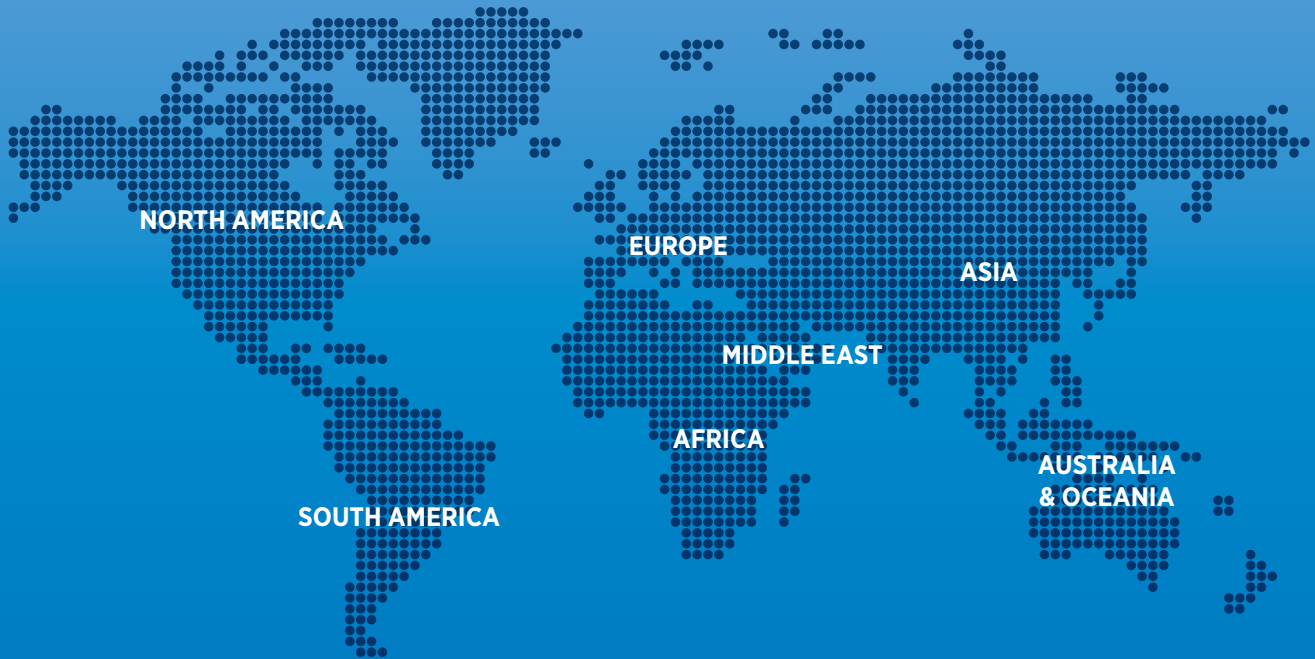 NORTH AMERICA
EUROPE
ASIA
MIDDLE EAST
AFRICA
AUSTRALIA
& OCEANIA
SOUTH AMERICA